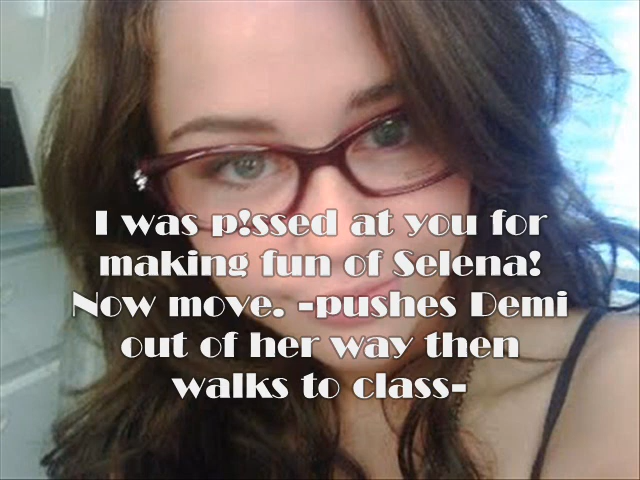 I was p!ssed at you for
making fun of Selena!
Now move. -pushes Demi
out of her way then
walks to class-